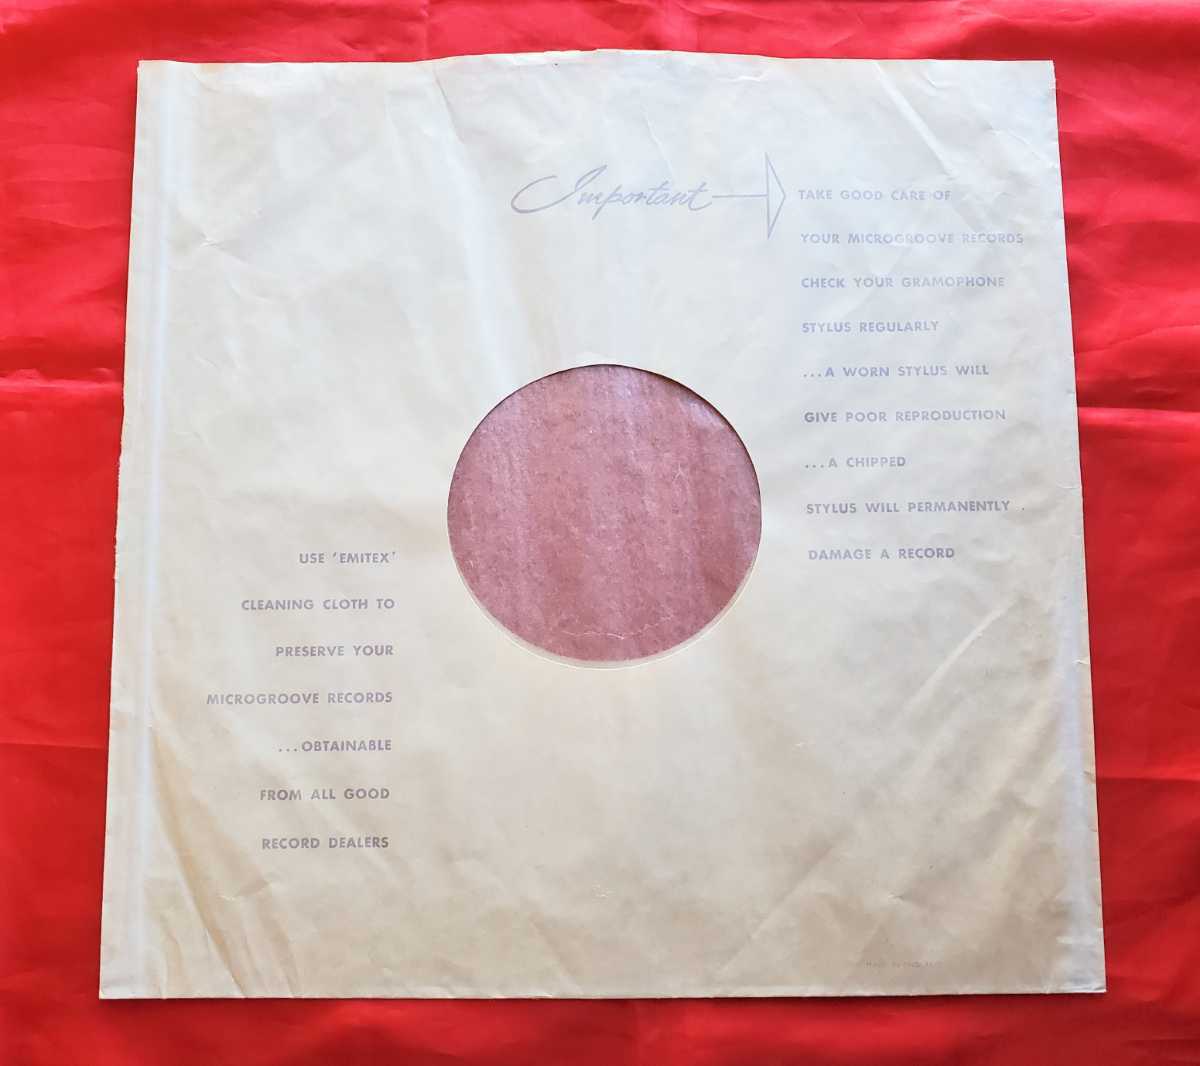 Important
TAKE GOOD CARE OF
YOUR MICROGROOVE RECORDS
CHECK YOUR GRAMOPHONE
STYLUS REGULARLY
...A WORN STYLUS WILL
GIVE POOR REPRODUCTION
...A CHIPPED
STYLUS WILL PERMANENTLY
DAMAGE A RECORD
USE 'EMITEX'
CLEANING CLOTH TO
PRESERVE YOUR
MICROGROOVE RECORDS
...OBTAINABLE
FROM ALL GOOD
RECORD DEALERS